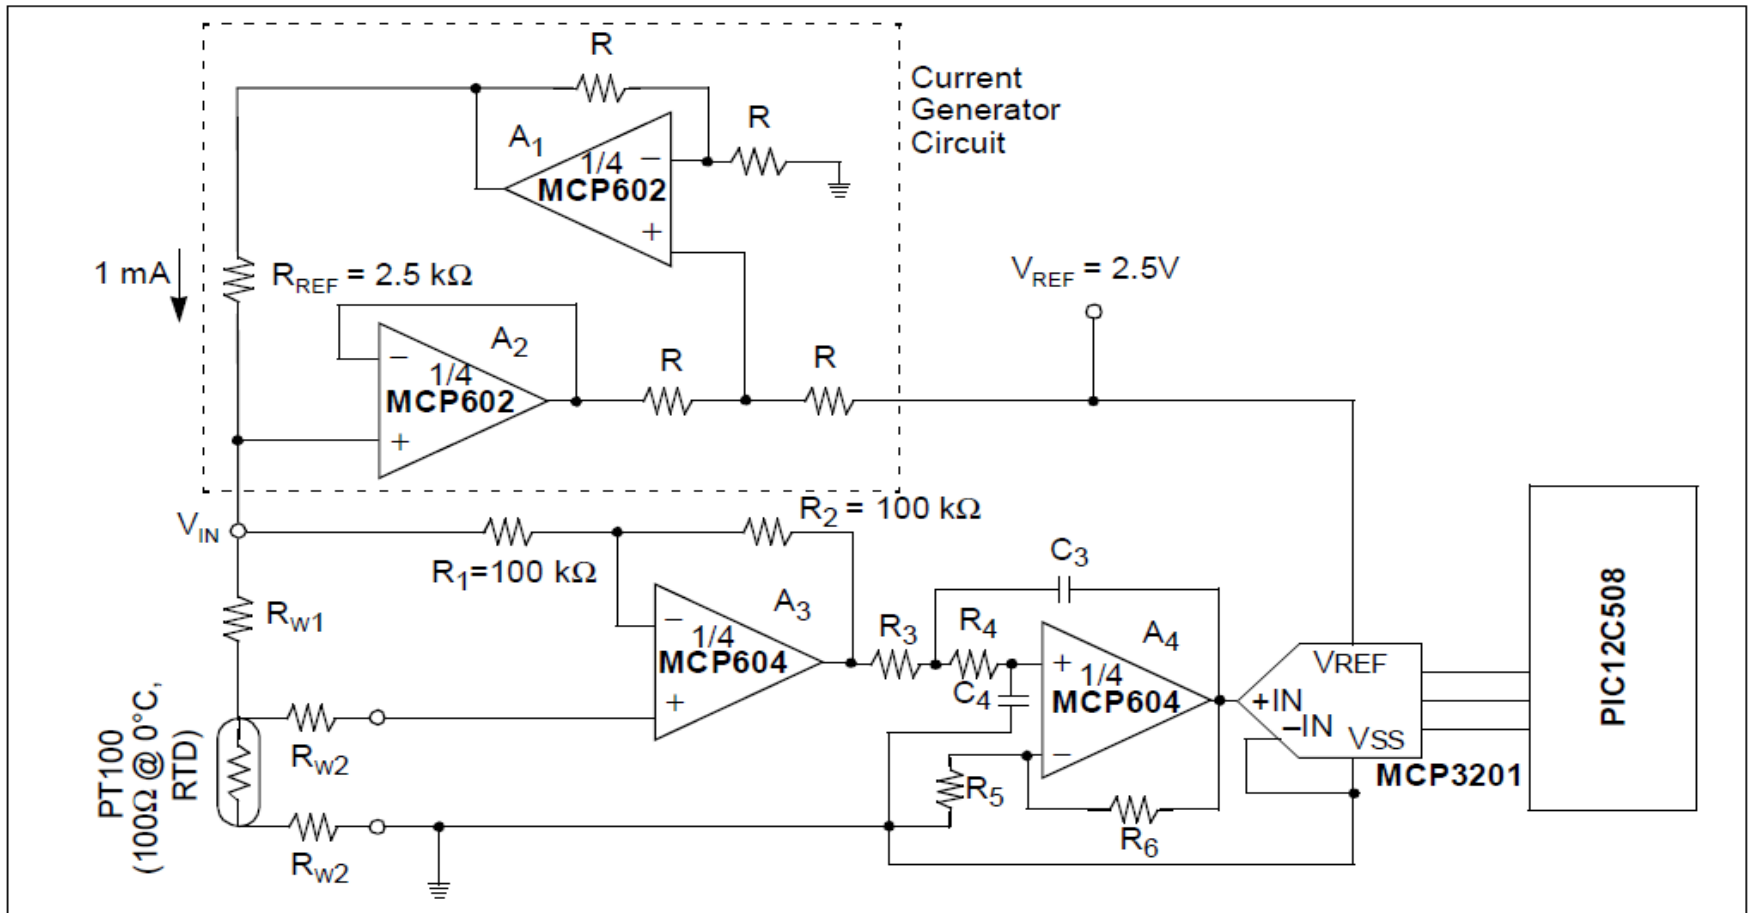 R
Current
Generator
Circuit
A1
R
1/4
MCP602
−
+
1 mA
RREF = 2.5 kΩ
VREF = 2.5V
A2
R
R
−
1/4
MCP602
+
VIN
R2 = 100 kΩ
R1=100 kΩ
C3
RW1
A3
−
1/4
MCP604
+
R3
R4
A4
+
1/4
MCP604
−
C4
VREF
+IN
−IN
VSS
MCP3201
PIC12C508
PT100
(100Ω @ 0°C,
RTD)
RW2
R5
R6
RW2